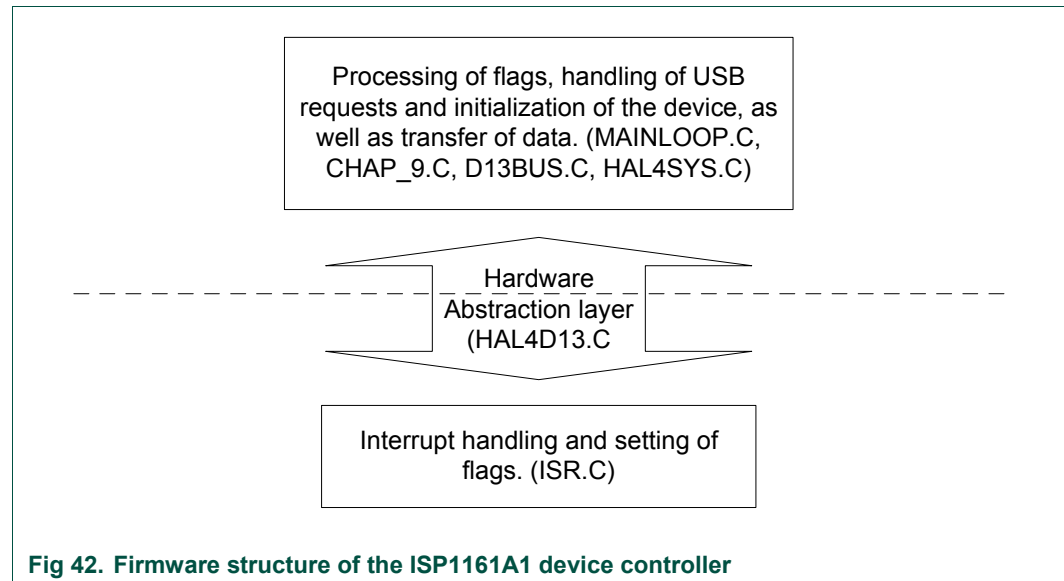 Processing of flags, handling of USB
requests and initialization of the device, as
well as transfer of data. (MAINLOOP.C,
CHAP_9.C, D13BUS.C, HAL4SYS.C)
Hardware
Abstraction layer
(HAL4D13.C
Interrupt handling and setting of
flags. (ISR.C)
Fig 42. Firmware structure of the ISP1161A1 device controller